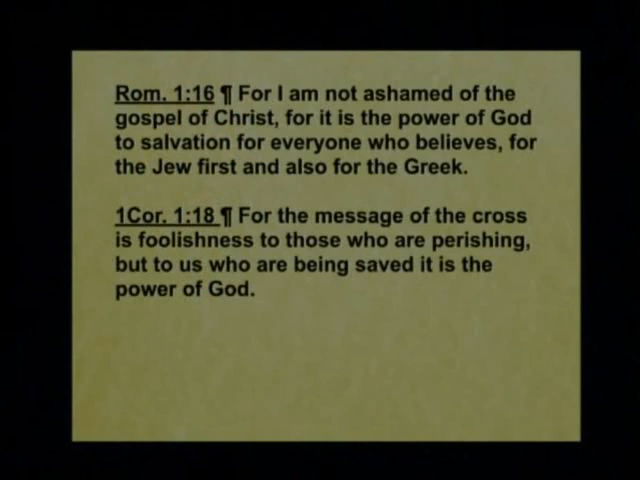 Rom. 1:16 ¶ For I am not ashamed of the
gospel of Christ, for it is the power of God
to salvation for everyone who believes, for
the Jew first and also for the Greek.
1Cor. 1:18 ¶ For the message of the cross
is foolishness to those who are perishing,
but to us who are being saved it is the
power of God.